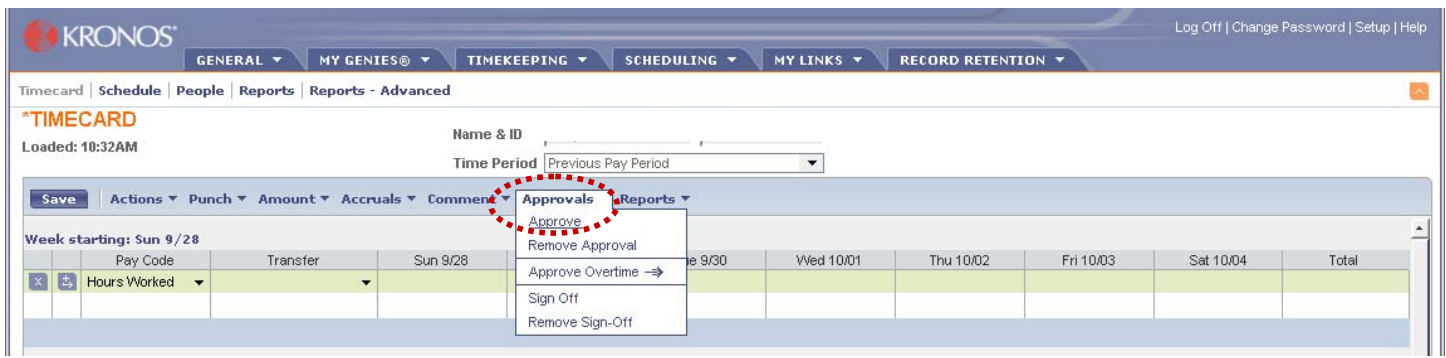 KRONOS®
Log Off | Change Password | Setup | Help
GENERAL MY GENIES® TIMEKEEPING SCHEDULING MY LINKS RECORD RETENTION
Timecard | Schedule | People | Reports | Reports - Advanced
*TIMECARD
Loaded: 10:32AM
Name & ID
Time Period Previous Pay Period
Save Actions Punch Amount Accruals Comment Approvals Reports
Approve
Remove Approval
Approve Overtime
Sign Off
Remove Sign-Off
Week starting: Sun 9/28
Pay Code Transfer Sun 9/28 ue 9/30 Wed 10/01 Thu 10/02 Fri 10/03 Sat 10/04 Total
X Hours Worked